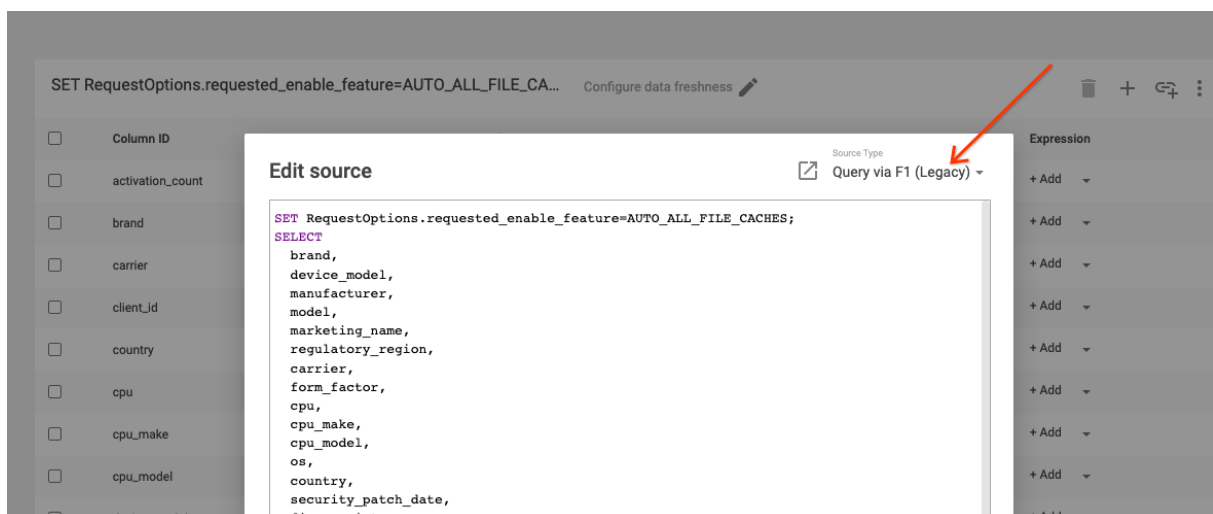 SET RequestOptions.requested_enable_feature=AUTO_ALL_FILE_CA... Configure data freshness
Column ID
Expression
activation_count
+ Add
brand
+ Add
carrier
+ Add
client_id
+ Add
country
+ Add
cpu
+ Add
cpu_make
+ Add
cpu_model
+ Add
Edit source
Source Type
Query via F1 (Legacy)
SET RequestOptions.requested_enable_feature=AUTO_ALL_FILE_CACHES;
SELECT
brand,
device_model,
manufacturer,
model,
marketing_name,
regulatory_region,
carrier,
form_factor,
cpu,
cpu_make,
cpu_model,
os,
country,
security_patch_date,